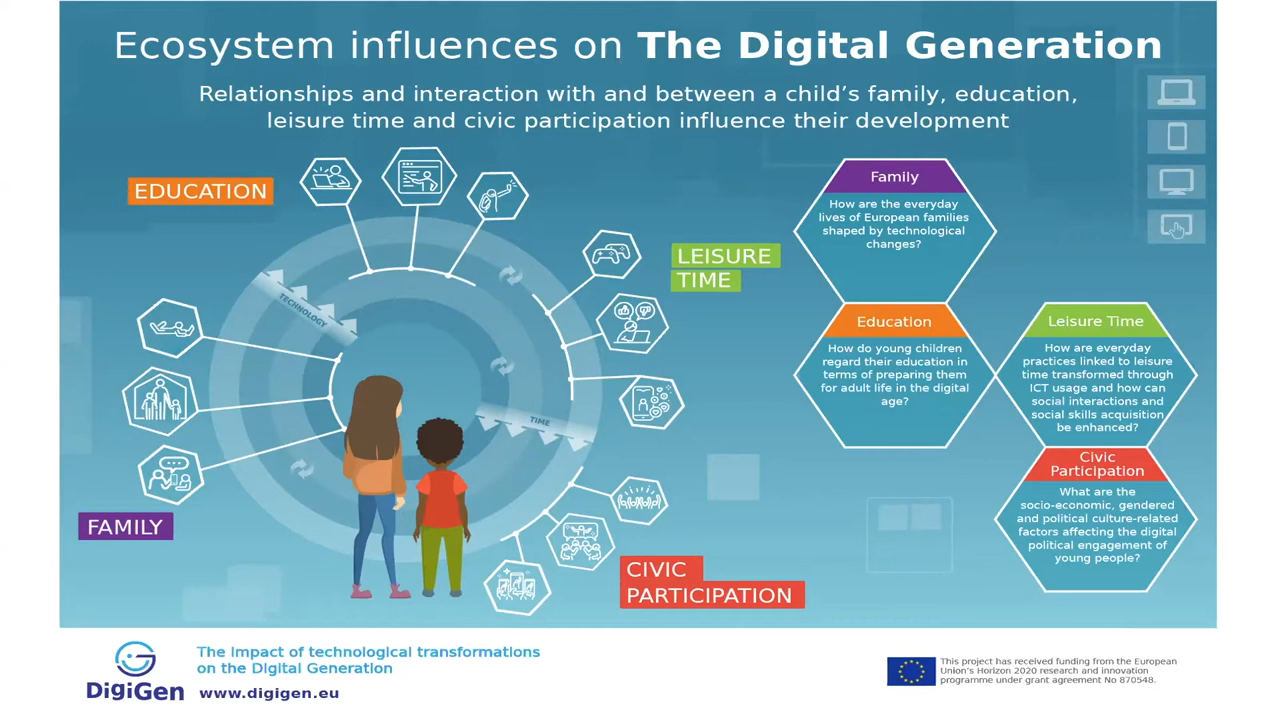 Ecosystem influences on The Digital Generation
Relationships and interaction with and between a child's family, education,
leisure time and civic participation influence their development
EDUCATION
LEISURE
TIME
TECHNOLOGY
TIME
FAMILY
CIVIC
PARTICIPATION
Family
How are the everyday
lives of European families
shaped by technological
changes?
Education
How do young children
regard their education in
terms of preparing them
for adult life in the digital
age?
Leisure Time
How are everyday
practices linked to leisure
time transformed through
ICT usage and how can
social interactions and
social skills acquisition
be enhanced?
Civic
Participation
What are the
socio-economic, gendered
and political culture-related
factors affecting the digital
political engagement of
young people?
DigiGen
The impact of technological transformations
on the Digital Generation
www.digigen.eu
This project has received funding from the European
Union's Horizon 2020 research and innovation
programme under grant agreement No 870548.